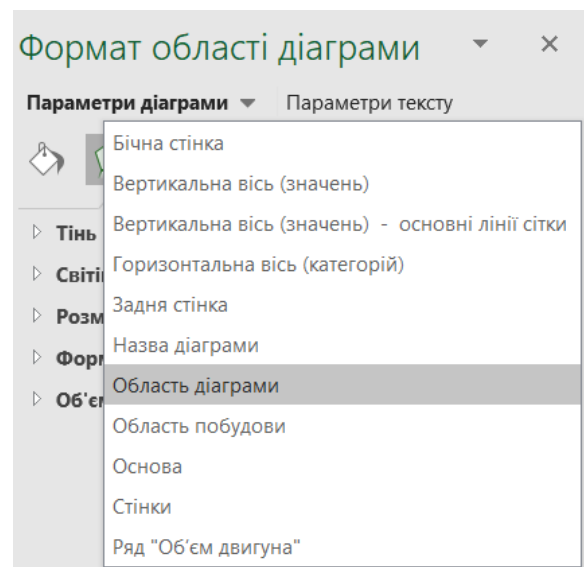 Формат області діаграми
Параметри діаграми Параметри тексту
Бічна стінка
Вертикальна вісь (значень)
Тінь
Вертикальна вісь (значень) - основні лінії сітки
Горизонтальна вісь (категорій)
Задня стінка
Назва діаграми
Область діаграми
Область побудови
Основа
Стінки
Ряд "Об'єм двигуна"